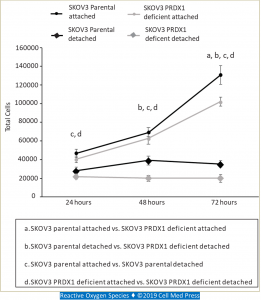 SKOV3 Parental
attached
SKOV3 PRDX1
deficient attached
SKOV3 Parental
detached
SKOV3 PRDX1
deficent detached
160000
140000
120000
100000
80000
60000
40000
20000
0
Total Cells
c, d
b, c, d
a, b, c, d
24 hours
48 hours
72 hours
a. SKOV3 parental attached vs. SKOV3 PRDX1 deficient attached
b. SKOV3 parental detached vs. SKOV3 PRDX1 deficient detached
c. SKOV3 parental attached vs. SKOV3 parental detached
d. SKOV3 PRDX1 deficient attached vs. SKOV3 PRDX1 deficient detached
Reactive Oxygen Species ♦ ©2019 Cell Med Press